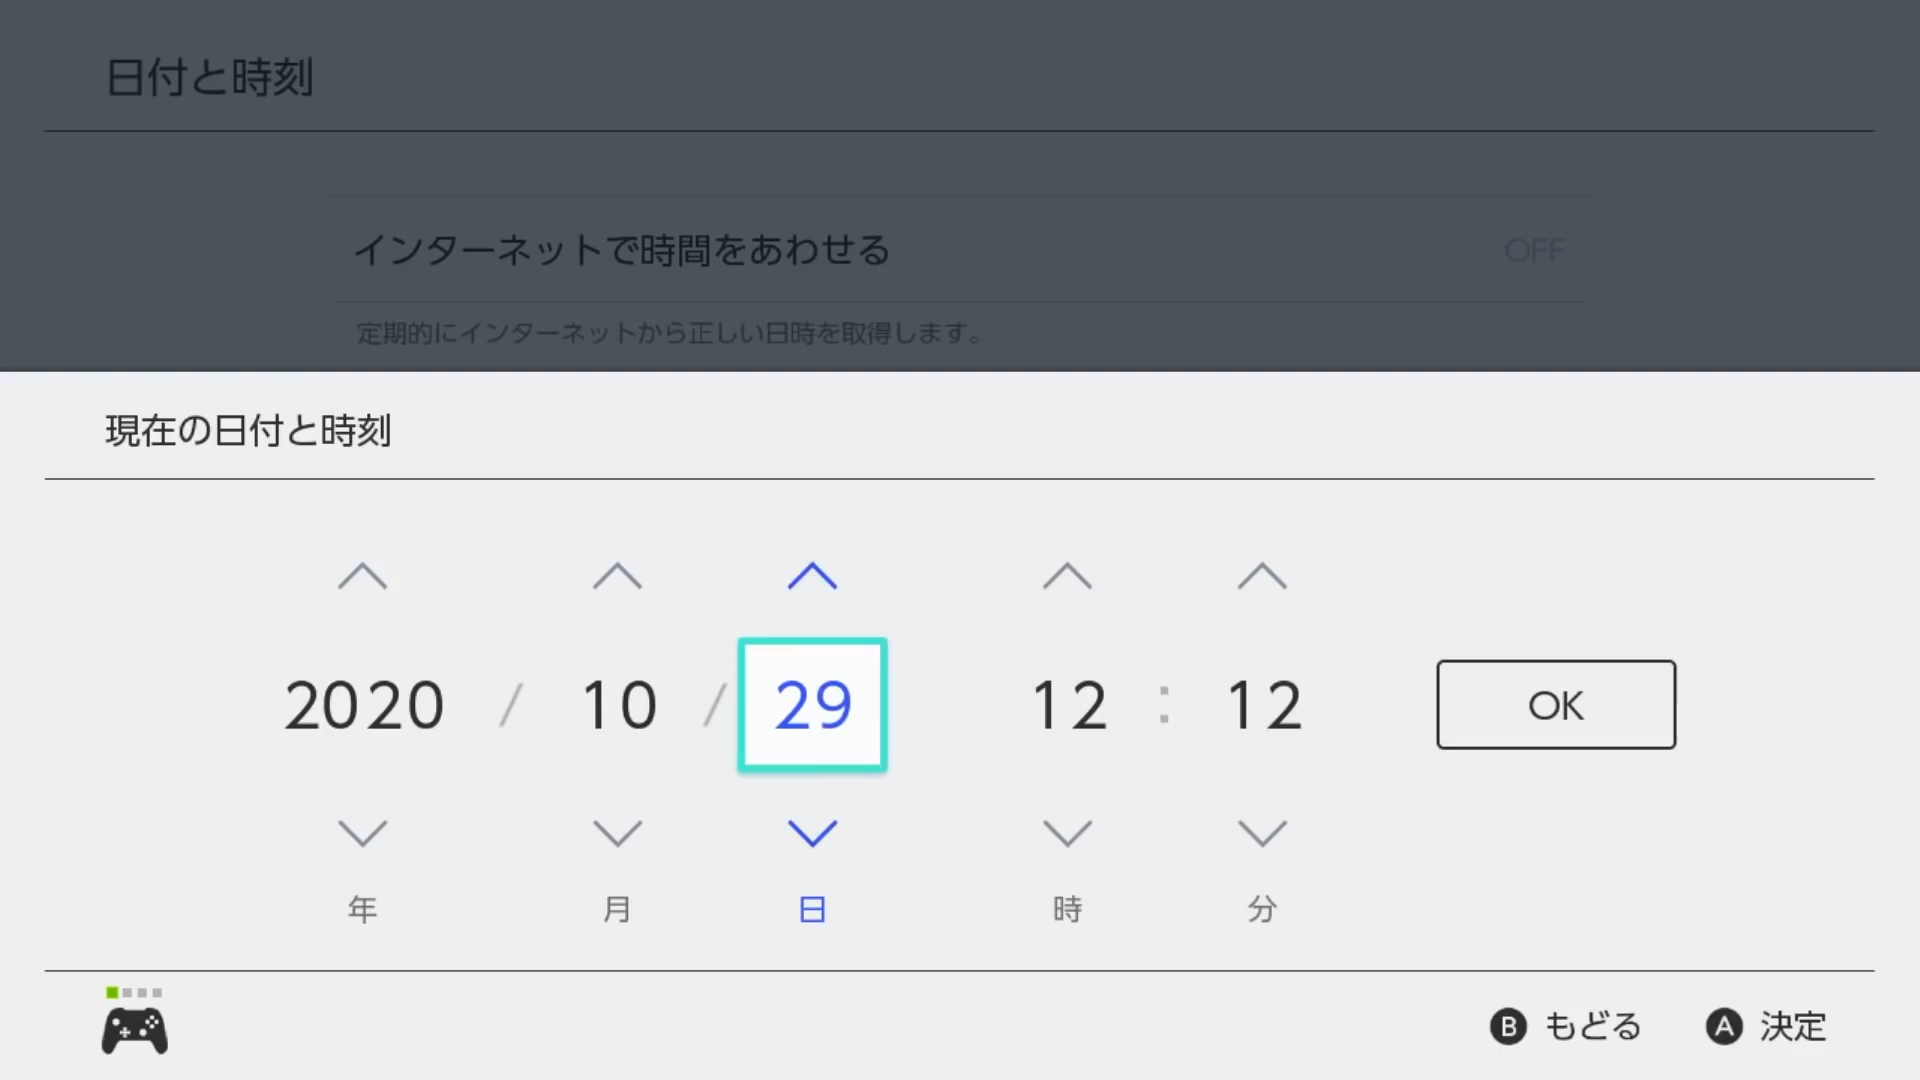 日付と時刻
インターネットで時間をあわせる OFF
定期的にインターネットから正しい日時を取得します。
現在の日付と時刻
2020 / 10 / 29 12 : 12 OK
年 月 日 時 分
B もどる A 決定